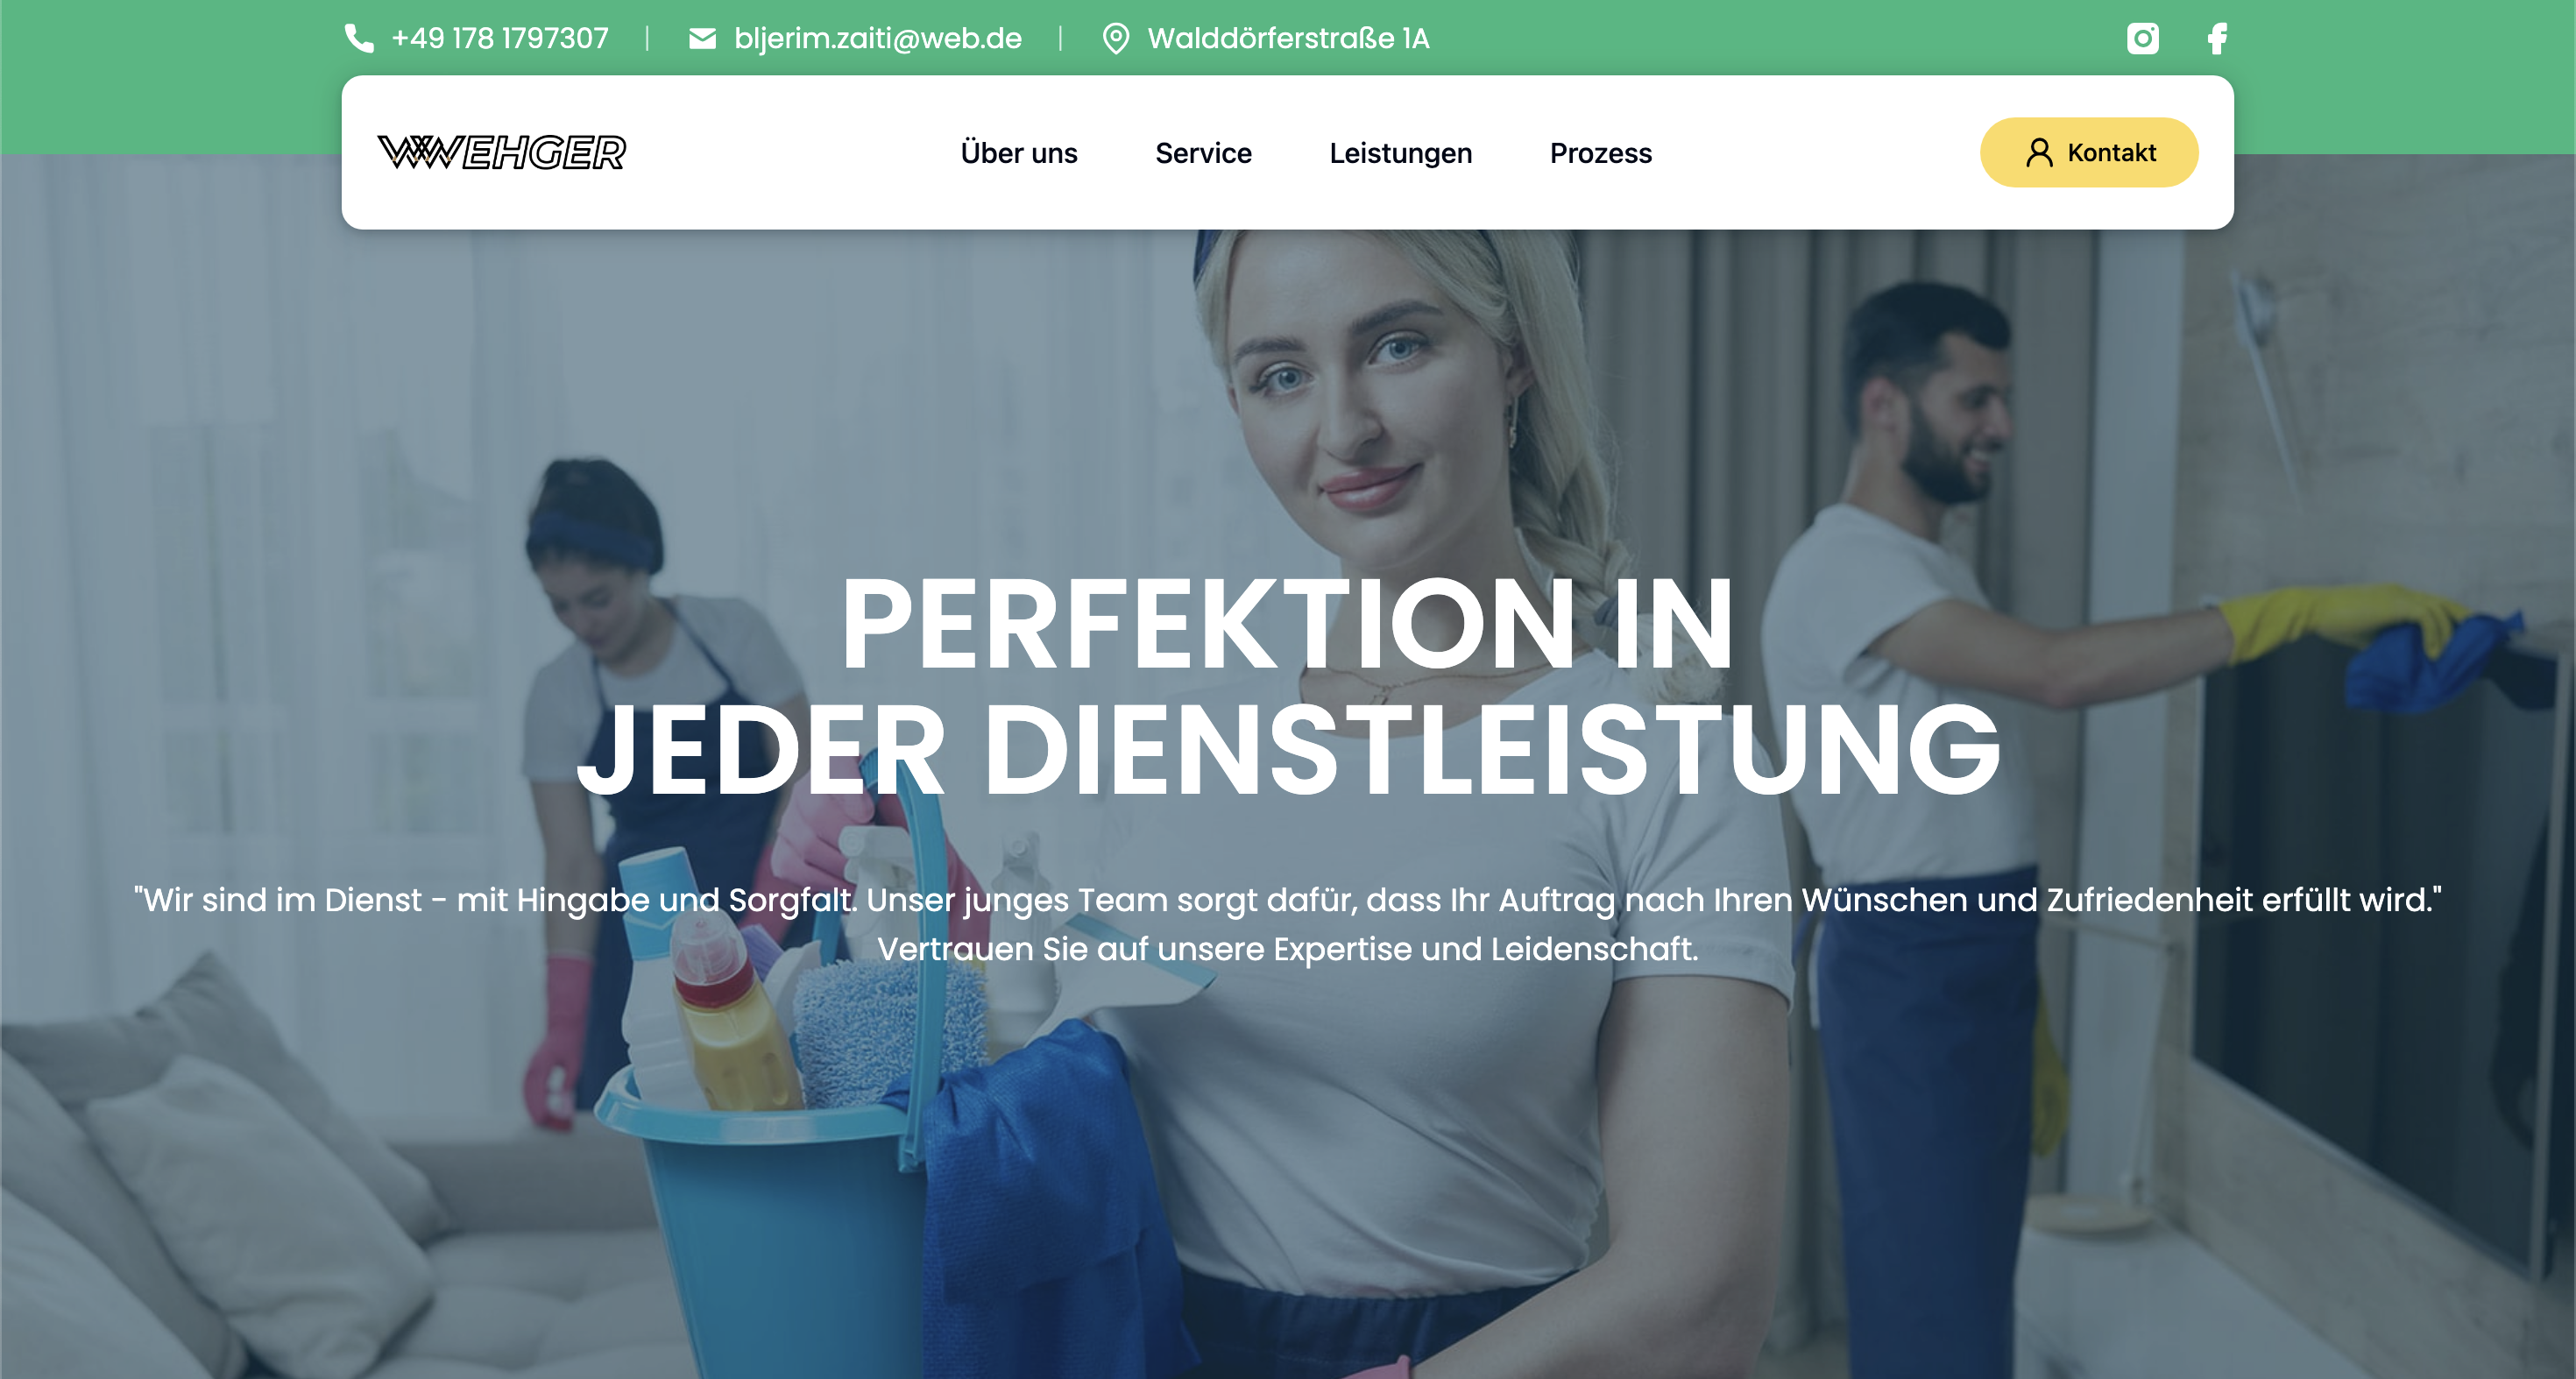 +49 178 1797307 | bljerim.zaiti@web.de | Walddörferstraße 1A
WEHGER
Über uns Service Leistungen Prozess Kontakt
PERFEKTION IN
JEDER DIENSTLEISTUNG
"Wir sind im Dienst - mit Hingabe und Sorgfalt. Unser junges Team sorgt dafür, dass Ihr Auftrag nach Ihren Wünschen und Zufriedenheit erfüllt wird."
Vertrauen Sie auf unsere Expertise und Leidenschaft.